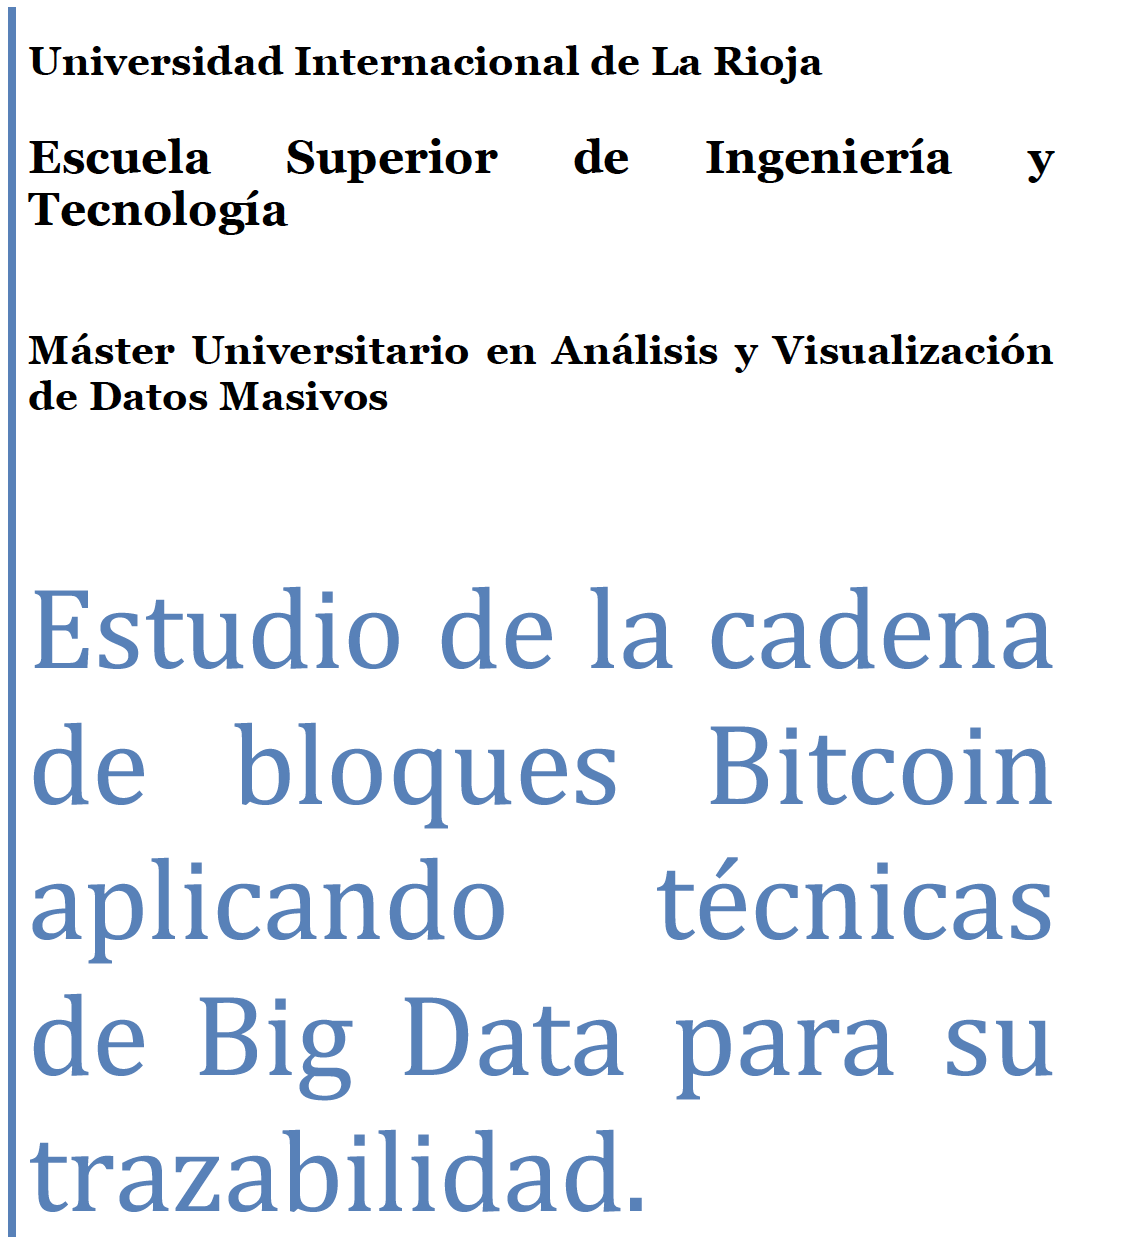 Universidad Internacional de La Rioja
Escuela Superior de Ingeniería y
Tecnología
Máster Universitario en Análisis y Visualización
de Datos Masivos
Estudio de la cadena
de bloques Bitcoin
aplicando técnicas
de Big Data para su
trazabilidad.